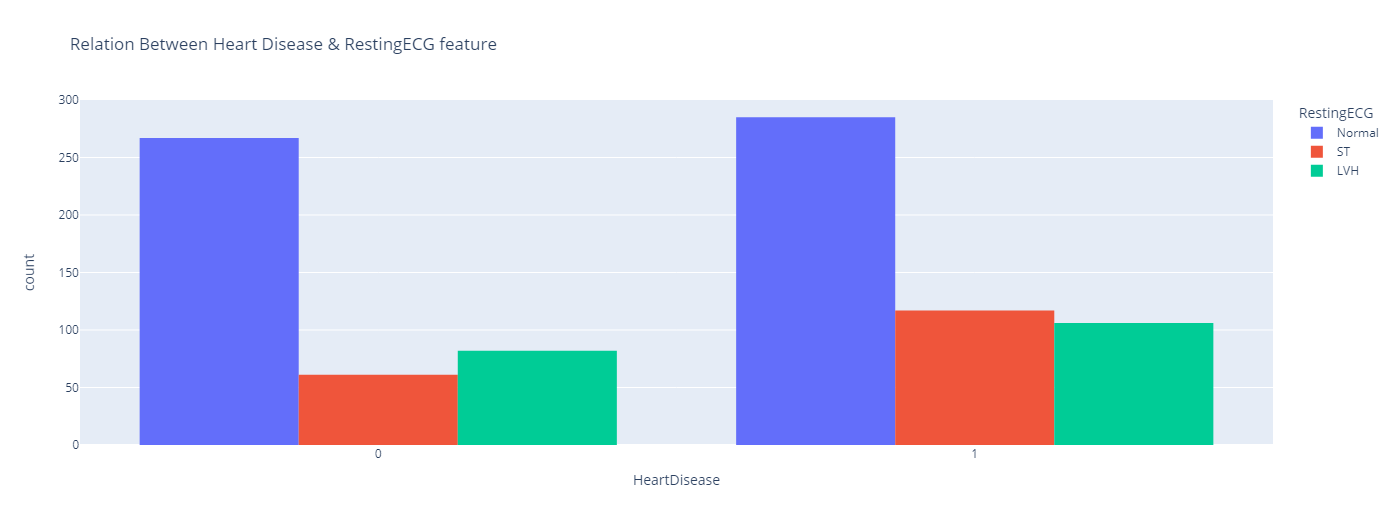 Relation Between Heart Disease & RestingECG feature
300
250
200
150
100
50
0
count
0
1
HeartDisease
RestingECG
Normal
ST
LVH